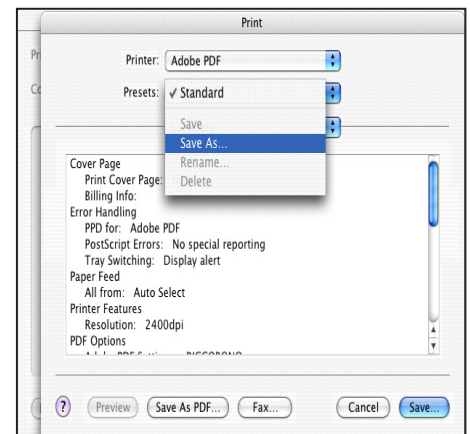 Print
Pr
Printer: Adobe PDF
Co
Presets: ✓ Standard
Save
Save As...
Rename...
Delete
Cover Page
Print Cover Page:
Billing Info:
Error Handling
PPD for: Adobe PDF
PostScript Errors: No special reporting
Tray Switching: Display alert
Paper Feed
All from: Auto Select
Printer Features
Resolution: 2400dpi
PDF Options
? Preview Save As PDF... Fax... Cancel Save...